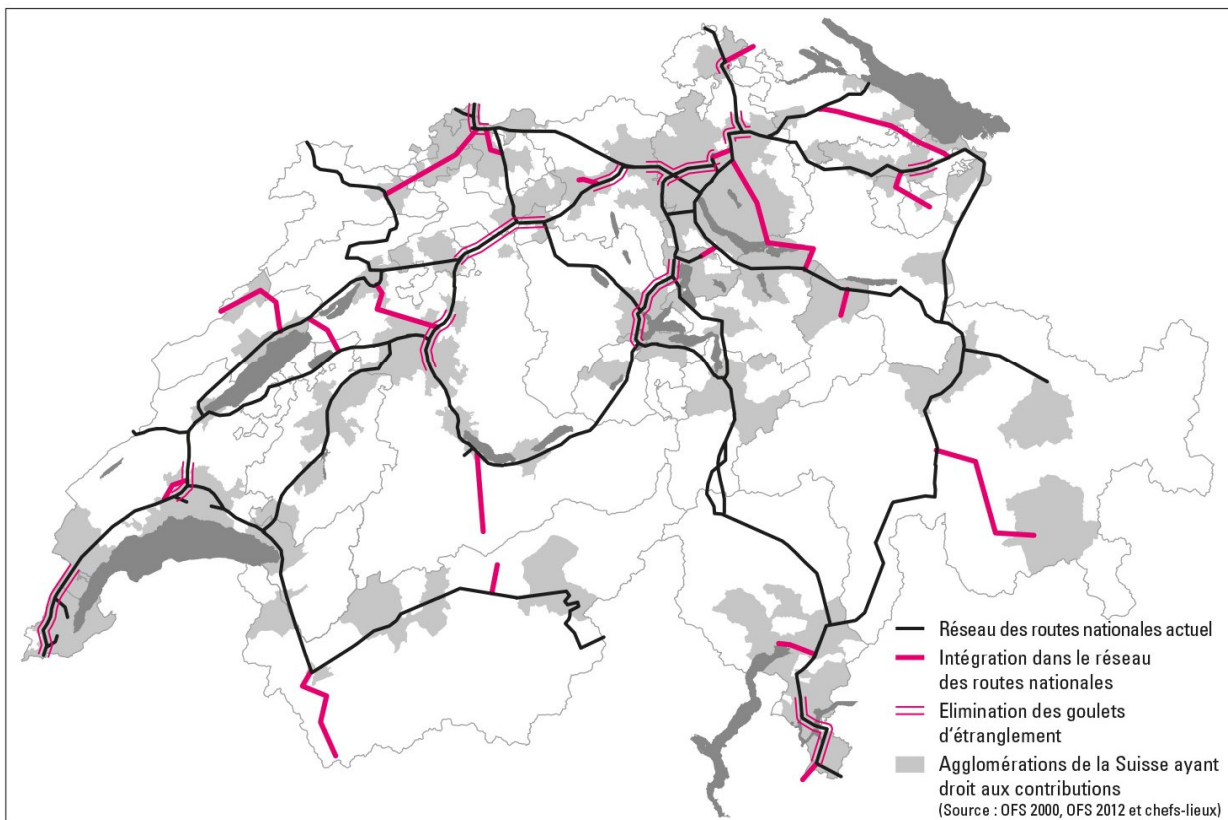 Réseau des routes nationales actuel
Intégration dans le réseau
des routes nationales
Elimination des goulets
d'étranglement
Agglomérations de la Suisse ayant
droit aux contributions
(Source : OFS 2000, OFS 2012 et chefs-lieux)